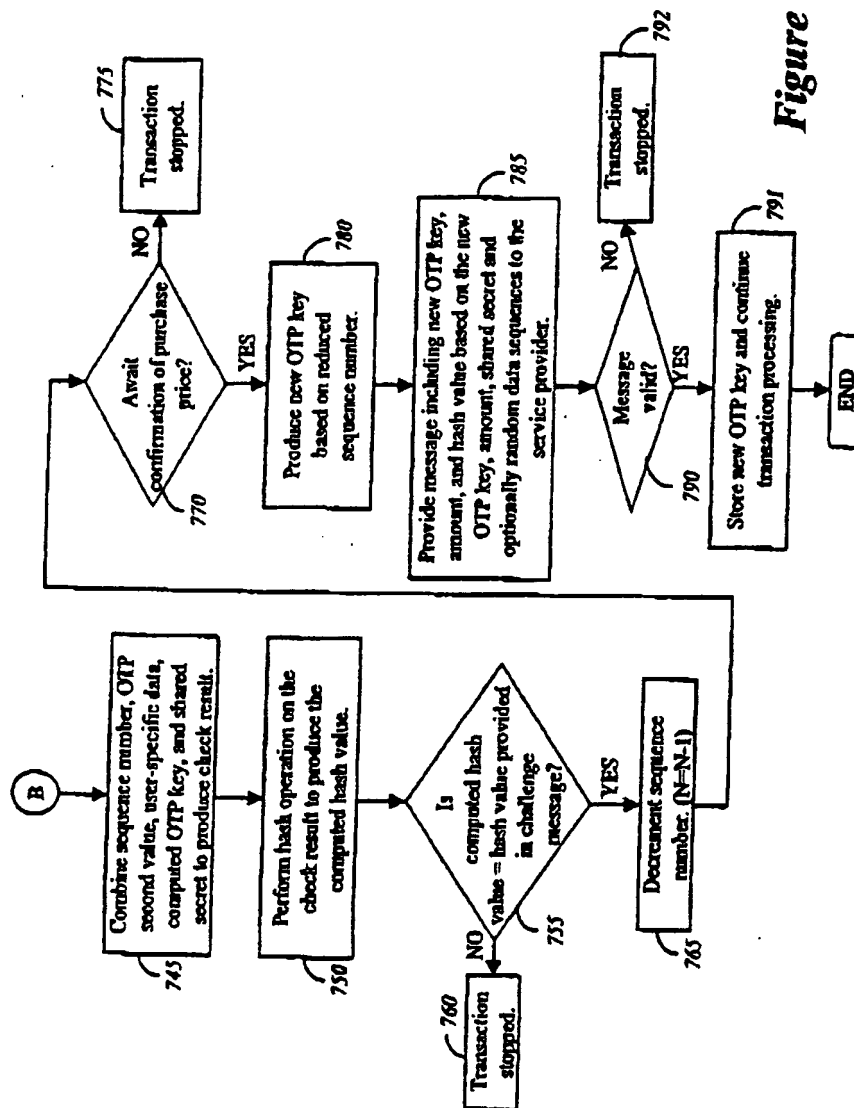 B
Combine sequence number, OTP
second value, user-specific data,
computed OTP key, and shared
secret to produce check result.
745
Perform hash operation on the
check result to produce the
computed hash value.
750
Is
computed hash
value = hash value provided
in challenge
message?
755
NO
760
Transaction
stopped.
YES
Decrement sequence
number. (N=N-1)
765
Await
confirmation of purchase
price?
770
NO
775
Transaction
stopped.
YES
780
Produce new OTP key
based on reduced
sequence number.
785
Provide message including new OTP key,
amount, and hash value based on the new
OTP key, amount, shared secret and
optionally random data sequences to the
service provider.
Message
valid?
790
NO
792
Transaction
stopped.
YES
791
Store new OTP key and continue
transaction processing.
END
Figure